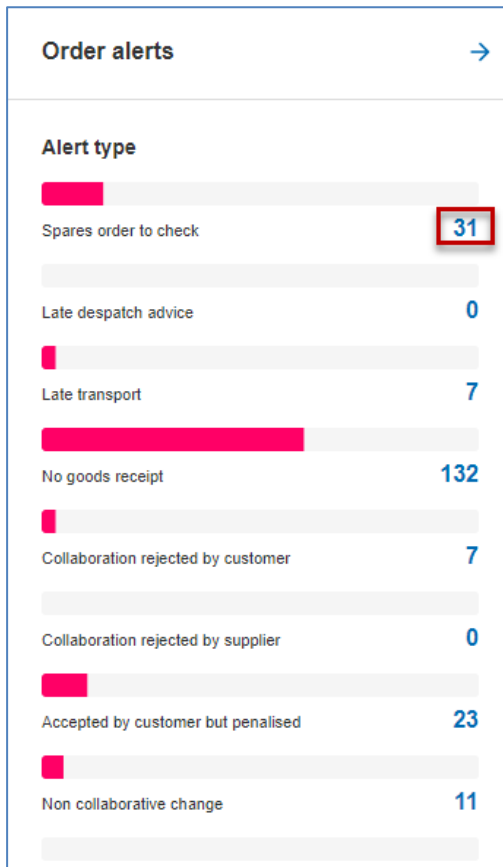 Order alerts
Alert type
Spares order to check 31
Late despatch advice 0
Late transport 7
No goods receipt 132
Collaboration rejected by customer 7
Collaboration rejected by supplier 0
Accepted by customer but penalised 23
Non collaborative change 11